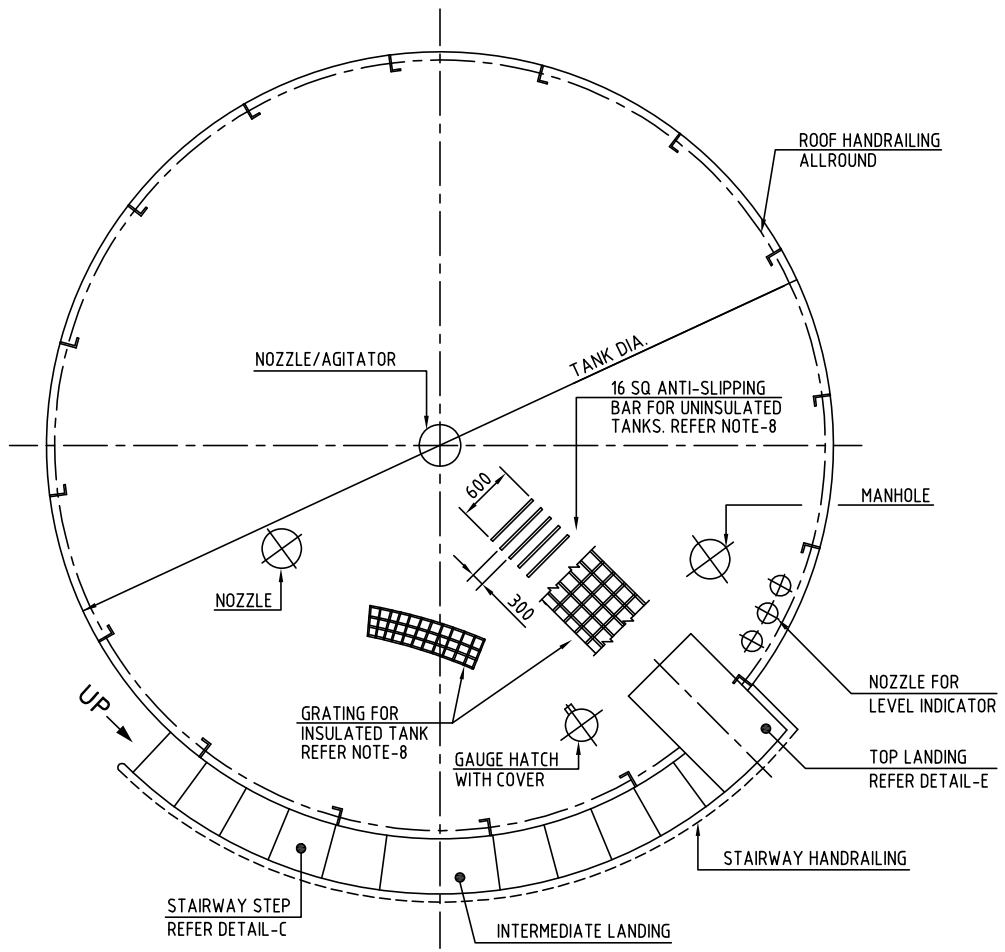 ROOF HANDRAILING
ALLROUND
TANK DIA.
NOZZLE/AGITATOR
16 SQ ANTI-SLIPPING
BAR FOR UNINSULATED
TANKS. REFER NOTE-8
600
MANHOLE
300
NOZZLE
NOZZLE FOR
LEVEL INDICATOR
UP
GRATING FOR
INSULATED TANK
REFER NOTE-8
GAUGE HATCH
WITH COVER
TOP LANDING
REFER DETAIL-E
STAIRWAY HANDRAILING
STAIRWAY STEP
REFER DETAIL-C
INTERMEDIATE LANDING